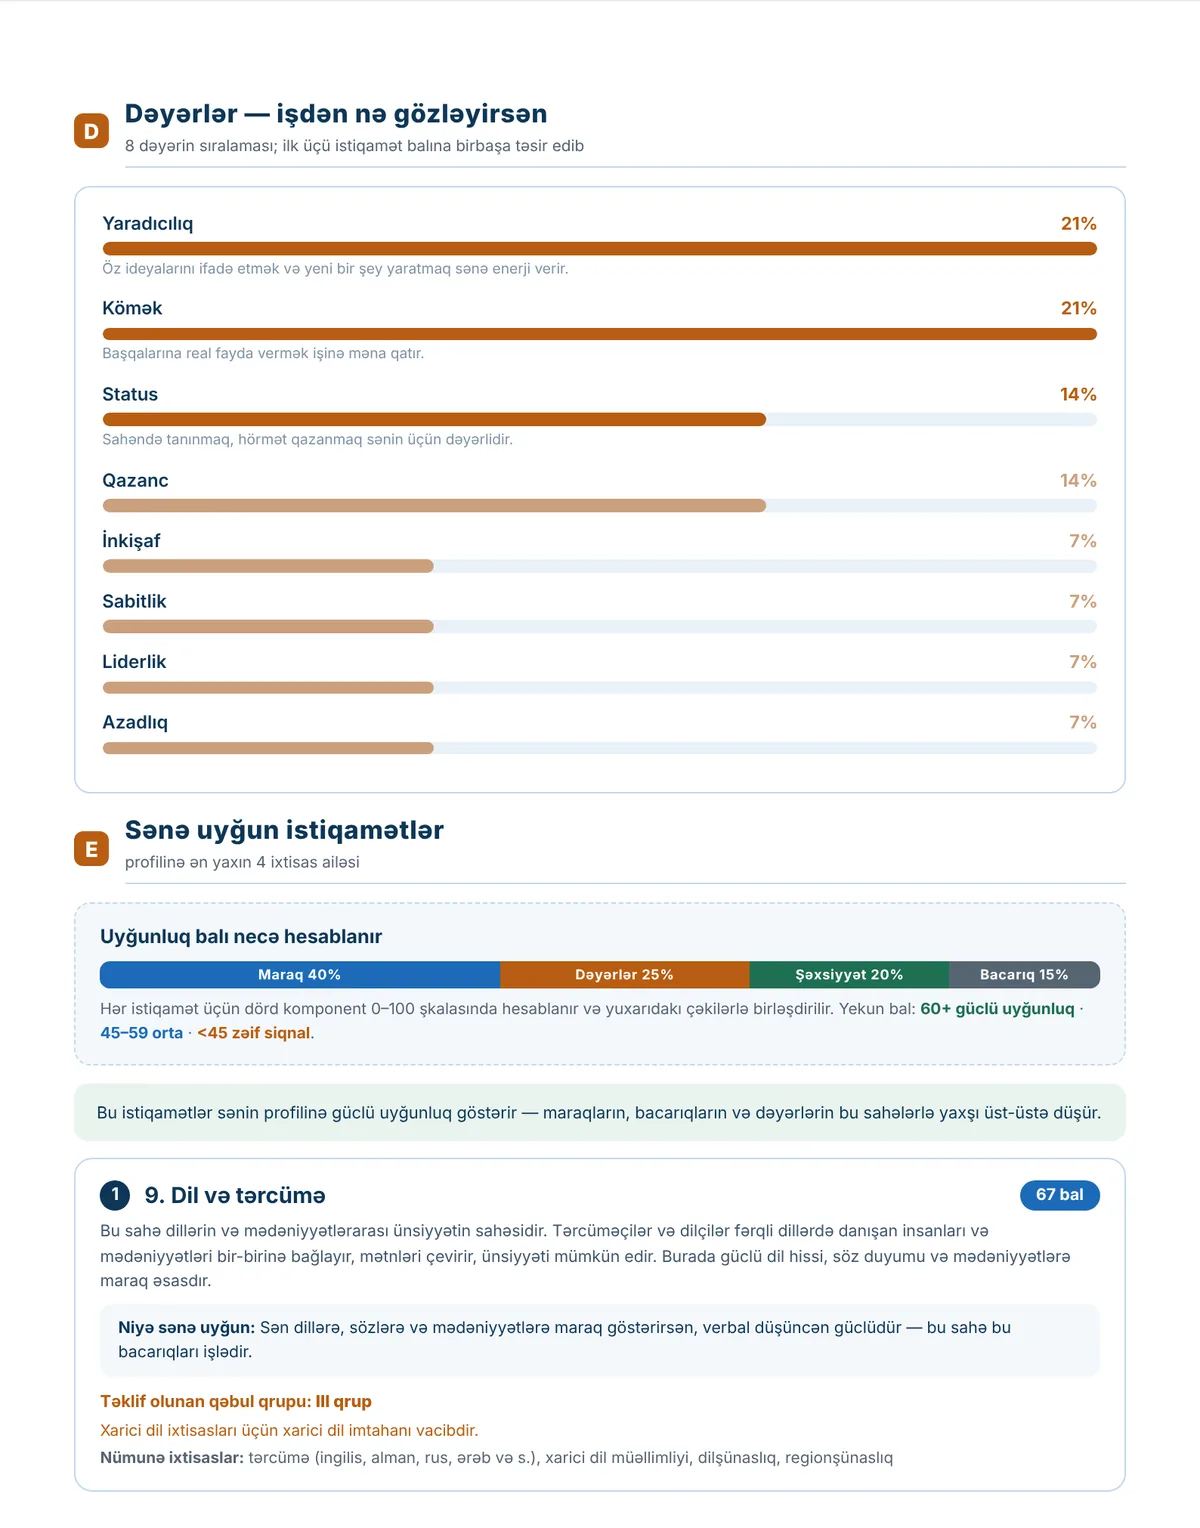 D
Dəyərlər — işdən nə gözləyirsən
8 dəyərin sıralaması; ilk üçü istiqamət balına birbaşa təsir edib
Yaradıcılıq 21%
Öz ideyalarını ifadə etmək və yeni bir şey yaratmaq sənə enerji verir.
Kömək 21%
Başqalarına real fayda vermək işinə məna qatır.
Status 14%
Sahəndə tanınmaq, hörmət qazanmaq sənin üçün dəyərlidir.
Qazanc 14%
İnkişaf 7%
Sabitlik 7%
Liderlik 7%
Azadlıq 7%
E
Sənə uyğun istiqamətlər
profilinə ən yaxın 4 ixtisas ailəsi
Uyğunluq balı necə hesablanır
Maraq 40% Dəyərlər 25% Şəxsiyyət 20% Bacarıq 15%
Hər istiqamət üçün dörd komponent 0–100 şkalasında hesablanır və yuxarıdakı çəkilərlə birləşdirilir. Yekun bal: 60+ güclü uyğunluq ·
45–59 orta · <45 zəif siqnal.
Bu istiqamətlər sənin profilinə güclü uyğunluq göstərir — maraqların, bacarıqların və dəyərlərin bu sahələrlə yaxşı üst-üstə düşür.
1 9. Dil və tərcümə 67 bal
Bu sahə dillərin və mədəniyyətlərarası ünsiyyətin sahəsidir. Tərcüməçilər və dilçilər fərqli dillərdə danışan insanları və
mədəniyyətləri bir-birinə bağlayır, mətnləri çevirir, ünsiyyəti mümkün edir. Burada güclü dil hissi, söz duyumu və mədəniyyətlərə
maraq əsasdır.
Niyə sənə uyğun: Sən dillərə, sözlərə və mədəniyyətlərə maraq göstərirsən, verbal düşüncən güclüdür — bu sahə bu
bacarıqları işlədir.
Təklif olunan qəbul qrupu: III qrup
Xarici dil ixtisasları üçün xarici dil imtahanı vacibdir.
Nümunə ixtisaslar: tərcümə (ingilis, alman, rus, ərəb və s.), xarici dil müəllimliyi, dilşünaslıq, regionşünaslıq